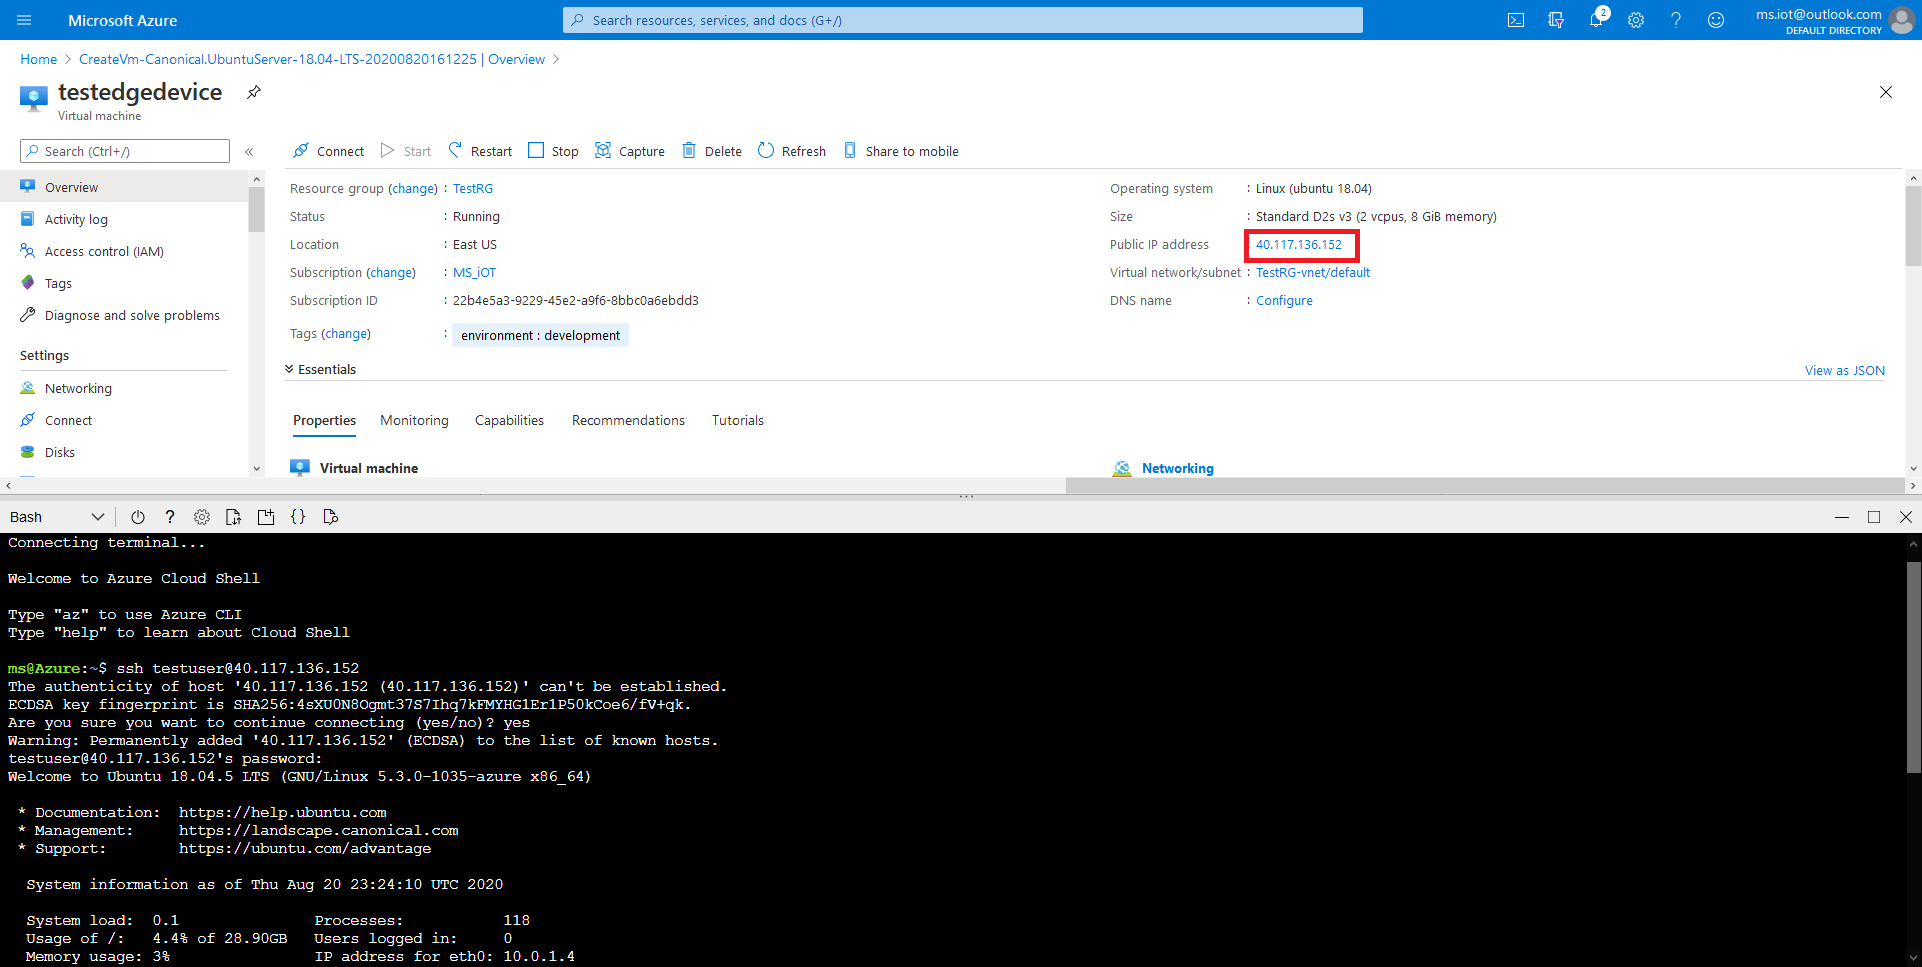 Microsoft Azure
Search resources, services, and docs (G+/)
2
ms.iot@outlook.com
DEFAULT DIRECTORY
Home > CreateVm-Canonical.UbuntuServer-18.04-LTS-20200820161225 | Overview >
testedgedevice
Virtual machine
Search (Ctrl+/)
«
Connect Start Restart Stop Capture Delete Refresh Share to mobile
Overview
Activity log
Access control (IAM)
Tags
Diagnose and solve problems
Settings
Networking
Connect
Disks
Resource group (change) : TestRG
Status : Running
Location : East US
Subscription (change) : MS_iOT
Subscription ID : 22b4e5a3-9229-45e2-a9f6-8bbc0a6ebdd3
Tags (change) : environment : development
Operating system : Linux (ubuntu 18.04)
Size : Standard D2s v3 (2 vcpus, 8 GiB memory)
Public IP address 40.117.136.152
Virtual network/subnet : TestRG-vnet/default
DNS name : Configure
Essentials
View as JSON
Properties Monitoring Capabilities Recommendations Tutorials
Virtual machine
Networking
Bash
?
{}
Connecting terminal...
Welcome to Azure Cloud Shell
Type "az" to use Azure CLI
Type "help" to learn about Cloud Shell
ms@Azure:~$ ssh testuser@40.117.136.152
The authenticity of host '40.117.136.152 (40.117.136.152)' can't be established.
ECDSA key fingerprint is SHA256:4sXU0N8Ogmt37S7Ihq7kFMYHG1Er1P50kCoe6/fV+qk.
Are you sure you want to continue connecting (yes/no)? yes
Warning: Permanently added '40.117.136.152' (ECDSA) to the list of known hosts.
testuser@40.117.136.152's password:
Welcome to Ubuntu 18.04.5 LTS (GNU/Linux 5.3.0-1035-azure x86_64)
* Documentation: https://help.ubuntu.com
* Management: https://landscape.canonical.com
* Support: https://ubuntu.com/advantage
System information as of Thu Aug 20 23:24:10 UTC 2020
System load: 0.1 Processes: 118
Usage of /: 4.4% of 28.90GB Users logged in: 0
Memory usage: 3% IP address for eth0: 10.0.1.4